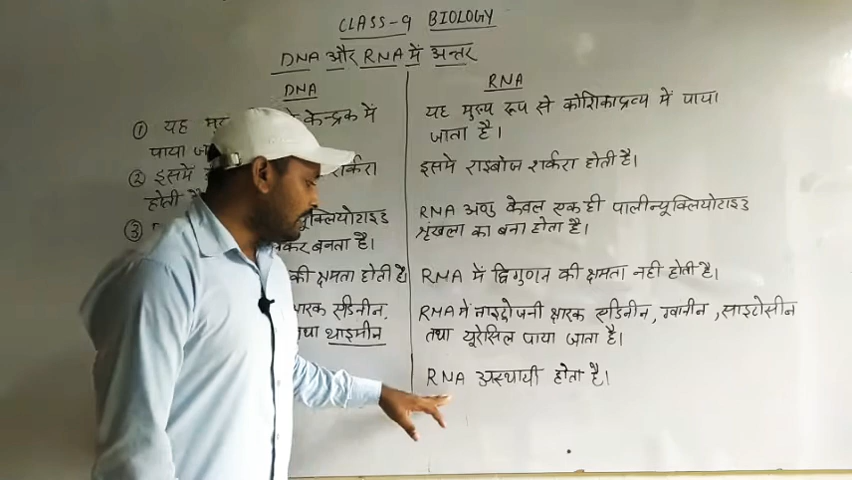 CLASS-9 BIOLOGY
DNA और RNA में अन्तर
DNA
① यह केन्द्रक में
पाया
② इसमें शर्करा
होती है
③
न्यूक्लियोटाइड
बनता है।
की क्षमता होती है।
क्षारक एडिनीन,
तथा थाइमीन
RNA
यह मुख्य रूप से कोशिकाद्रव्य में पाया
जाता है।
इसमे राइबोज शर्करा होती है।
RNA अणु केवल एक ही पालीन्यूक्लियोटाइड
श्रृंखला का बना होता है।
RNA में द्विगुणन की क्षमता नही होती है।
RNA में नाइट्रोजनी क्षारक एडिनीन, ग्वानीन, साइटोसीन
तथा यूरेसिल पाया जाता है।
RNA अस्थायी होता है।